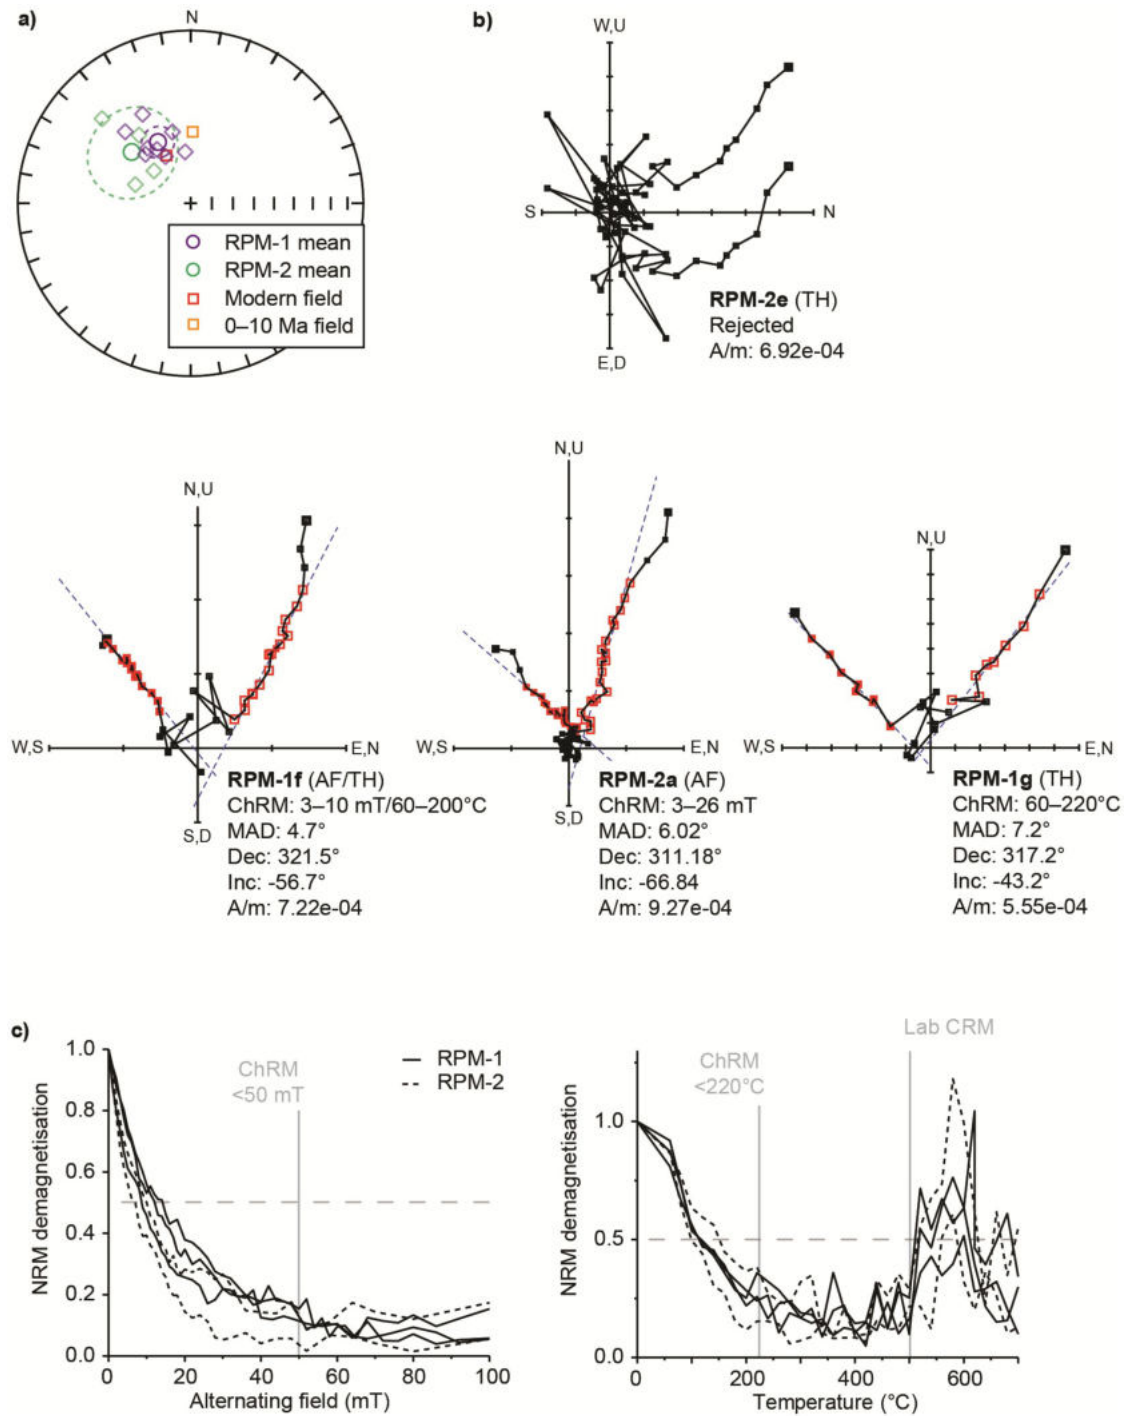 a)
N
RPM-1 mean
RPM-2 mean
Modern field
0–10 Ma field
b)
W,U
S
N
E,D
RPM-2e (TH)
Rejected
A/m: 6.92e-04
N,U
W,S
E,N
S,D
RPM-1f (AF/TH)
ChRM: 3–10 mT/60–200°C
MAD: 4.7°
Dec: 321.5°
Inc: -56.7°
A/m: 7.22e-04
N,U
W,S
E,N
S,D
RPM-2a (AF)
ChRM: 3–26 mT
MAD: 6.02°
Dec: 311.18°
Inc: -66.84
A/m: 9.27e-04
N,U
W,S
E,N
RPM-1g (TH)
ChRM: 60–220°C
MAD: 7.2°
Dec: 317.2°
Inc: -43.2°
A/m: 5.55e-04
c)
1.0
0.8
0.6
0.4
0.2
0.0
NRM demagnetisation
ChRM
<50 mT
RPM-1
RPM-2
0
20
40
60
80
100
Alternating field (mT)
Lab CRM
ChRM
<220°C
1.0
0.5
0.0
NRM demagnetisation
0
200
400
600
Temperature (°C)